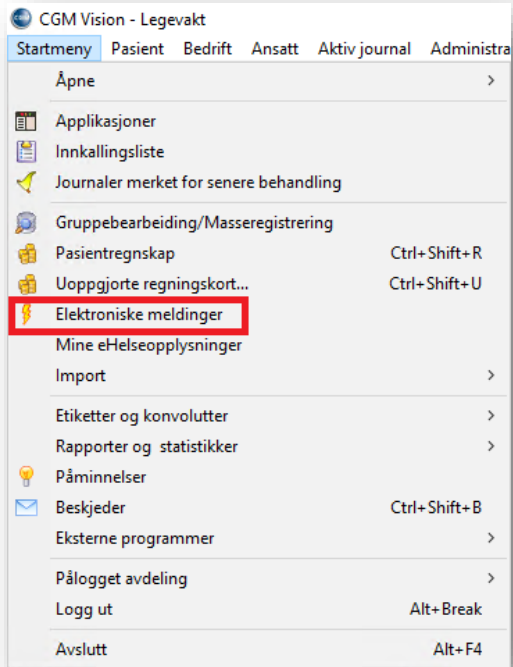 CGM Vision - Legevakt
Startmeny Pasient Bedrift Ansatt Aktiv journal Administra
Åpne
Applikasjoner
Innkallingsliste
Journaler merket for senere behandling
Gruppebearbeiding/Masseregistrering
Pasientregnskap Ctrl+Shift+R
Uoppgjorte regningskort... Ctrl+Shift+U
Elektroniske meldinger
Mine eHelseopplysninger
Import
Etiketter og konvolutter
Rapporter og statistikker
Påminnelser
Beskjeder Ctrl+Shift+B
Eksterne programmer
Pålogget avdeling
Logg ut Alt+Break
Avslutt Alt+F4